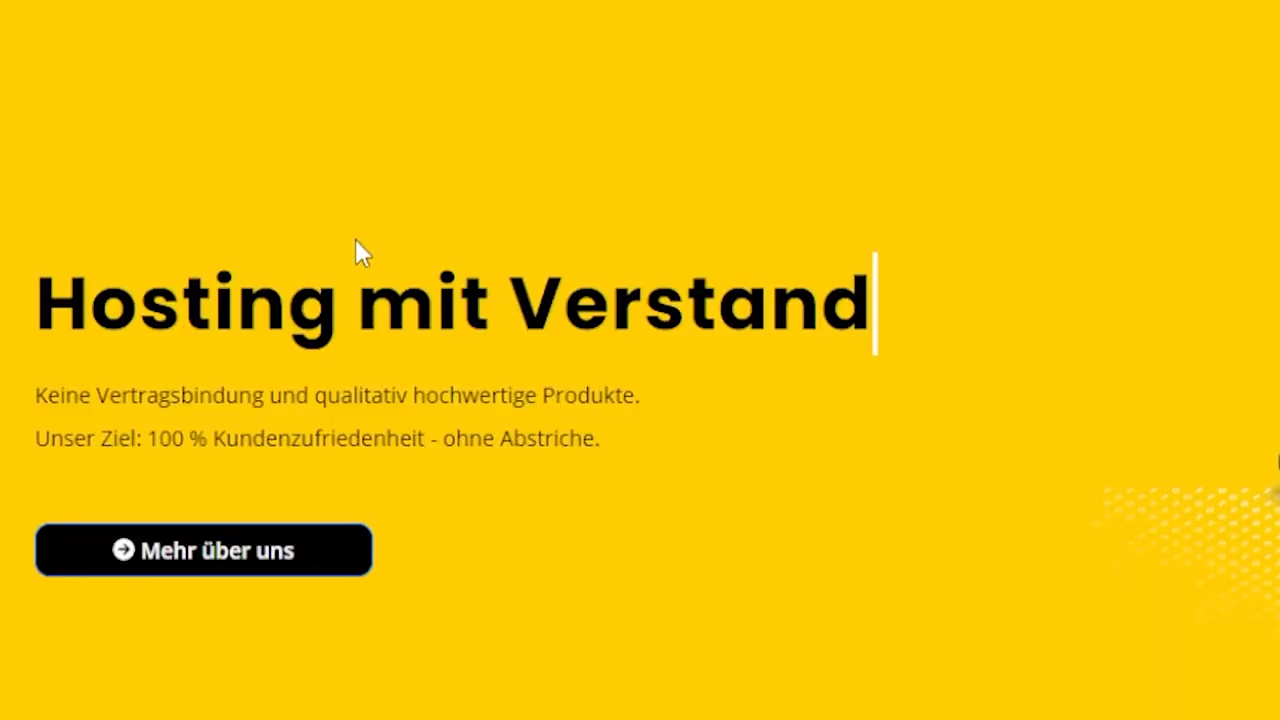 Hosting mit Verstand
Keine Vertragsbindung und qualitativ hochwertige Produkte.
Unser Ziel: 100 % Kundenzufriedenheit - ohne Abstriche.
Mehr über uns